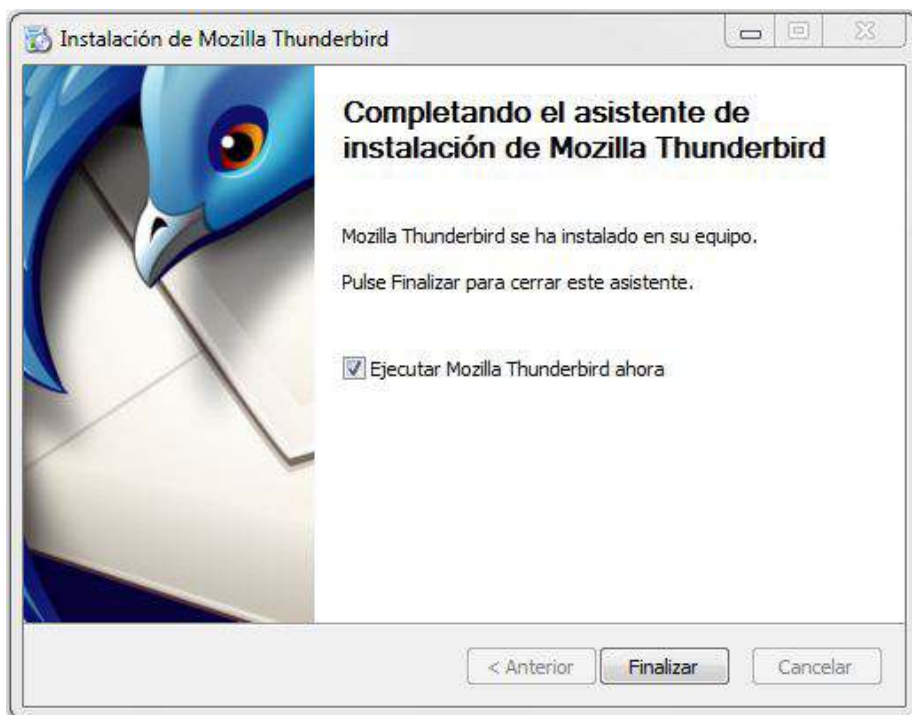 Instalación de Mozilla Thunderbird
Completando el asistente de
instalación de Mozilla Thunderbird
Mozilla Thunderbird se ha instalado en su equipo.
Pulse Finalizar para cerrar este asistente.
Ejecutar Mozilla Thunderbird ahora
< Anterior Finalizar Cancelar